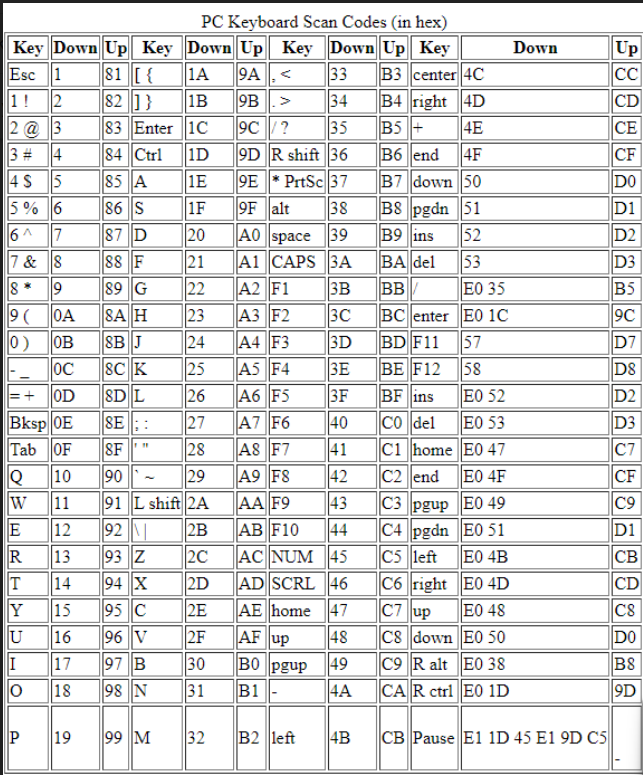 PC Keyboard Scan Codes (in hex)
Key Down Up Key Down Up Key Down Up Key Down Up
Esc 1 81 [ { 1A 9A , < 33 B3 center 4C CC
1 ! 2 82 ] } 1B 9B . > 34 B4 right 4D CD
2 @ 3 83 Enter 1C 9C / ? 35 B5 + 4E CE
3 # 4 84 Ctrl 1D 9D R shift 36 B6 end 4F CF
4 $ 5 85 A 1E 9E * PrtSc 37 B7 down 50 D0
5 % 6 86 S 1F 9F alt 38 B8 pgdn 51 D1
6 ^ 7 87 D 20 A0 space 39 B9 ins 52 D2
7 & 8 88 F 21 A1 CAPS 3A BA del 53 D3
8 * 9 89 G 22 A2 F1 3B BB / E0 35 B5
9 ( 0A 8A H 23 A3 F2 3C BC enter E0 1C 9C
0 ) 0B 8B J 24 A4 F3 3D BD F11 57 D7
- _ 0C 8C K 25 A5 F4 3E BE F12 58 D8
= + 0D 8D L 26 A6 F5 3F BF ins E0 52 D2
Bksp 0E 8E ; : 27 A7 F6 40 C0 del E0 53 D3
Tab 0F 8F ' " 28 A8 F7 41 C1 home E0 47 C7
Q 10 90 ` ~ 29 A9 F8 42 C2 end E0 4F CF
W 11 91 L shift 2A AA F9 43 C3 pgup E0 49 C9
E 12 92 \ | 2B AB F10 44 C4 pgdn E0 51 D1
R 13 93 Z 2C AC NUM 45 C5 left E0 4B CB
T 14 94 X 2D AD SCRL 46 C6 right E0 4D CD
Y 15 95 C 2E AE home 47 C7 up E0 48 C8
U 16 96 V 2F AF up 48 C8 down E0 50 D0
I 17 97 B 30 B0 pgup 49 C9 R alt E0 38 B8
O 18 98 N 31 B1 - 4A CA R ctrl E0 1D 9D
P 19 99 M 32 B2 left 4B CB Pause E1 1D 45 E1 9D C5 -